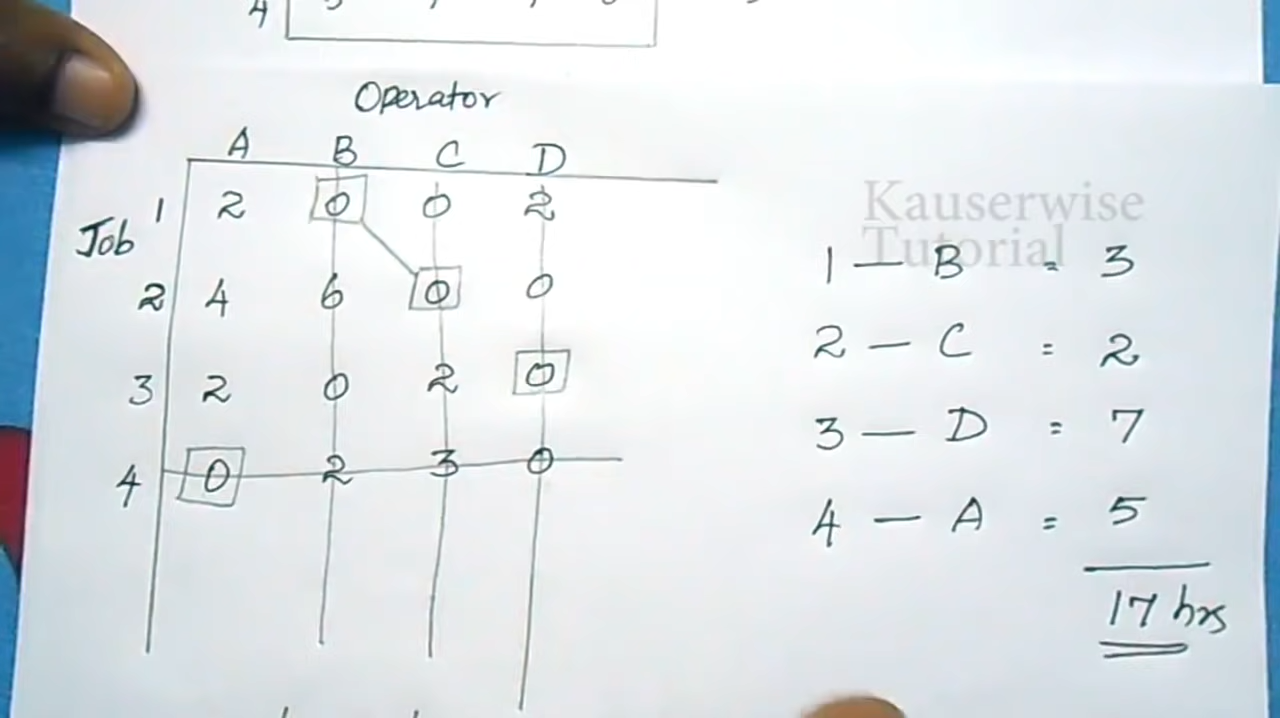 4
Operator
A B C D
Job
1 2 0 0 2
2 4 6 0 0
3 2 0 2 0
4 0 2 3 0
Kauserwise
Tutorial
1 — B = 3
2 — C = 2
3 — D = 7
4 — A = 5
17 hrs